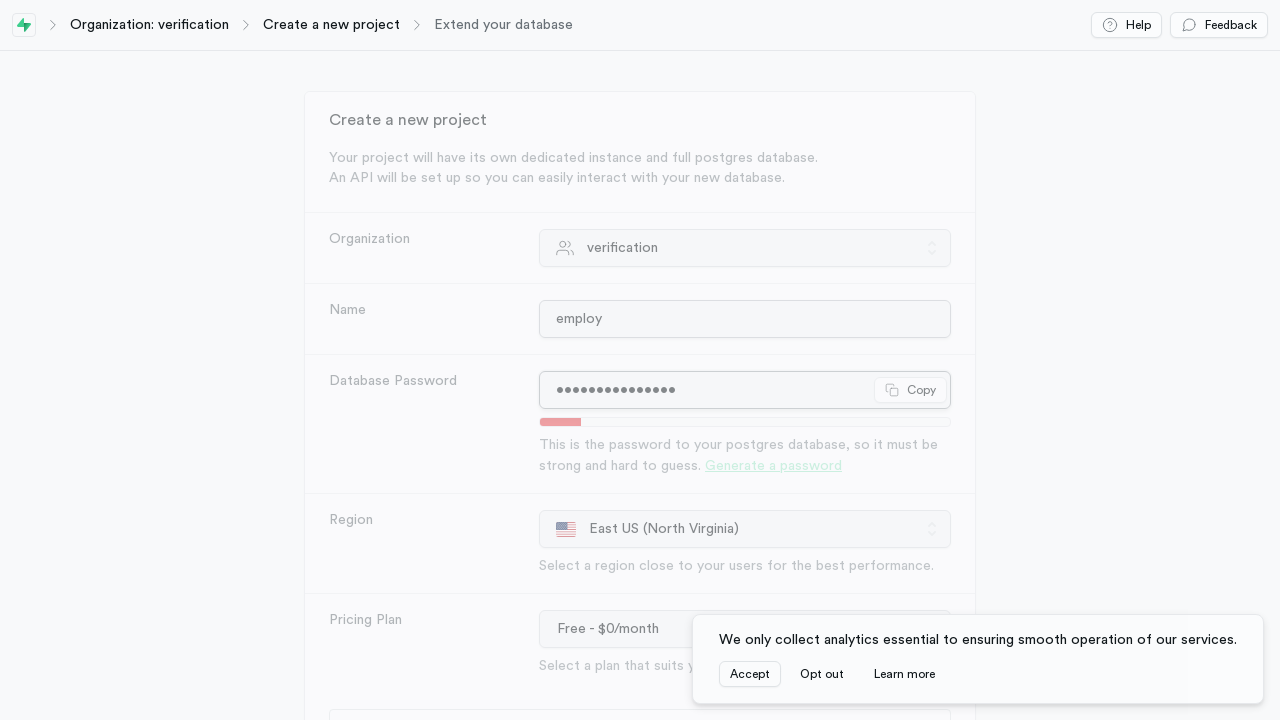 Organization: verification
Create a new project
Extend your database
Help
Feedback
Create a new project
Your project will have its own dedicated instance and full postgres database.
An API will be set up so you can easily interact with your new database.
Organization
verification
Name
employ
Database Password
•••••••••••••••
Copy
This is the password to your postgres database, so it must be
strong and hard to guess. Generate a password
Region
East US (North Virginia)
Select a region close to your users for the best performance.
Pricing Plan
Free - $0/month
Select a plan that suits
We only collect analytics essential to ensuring smooth operation of our services.
Accept
Opt out
Learn more